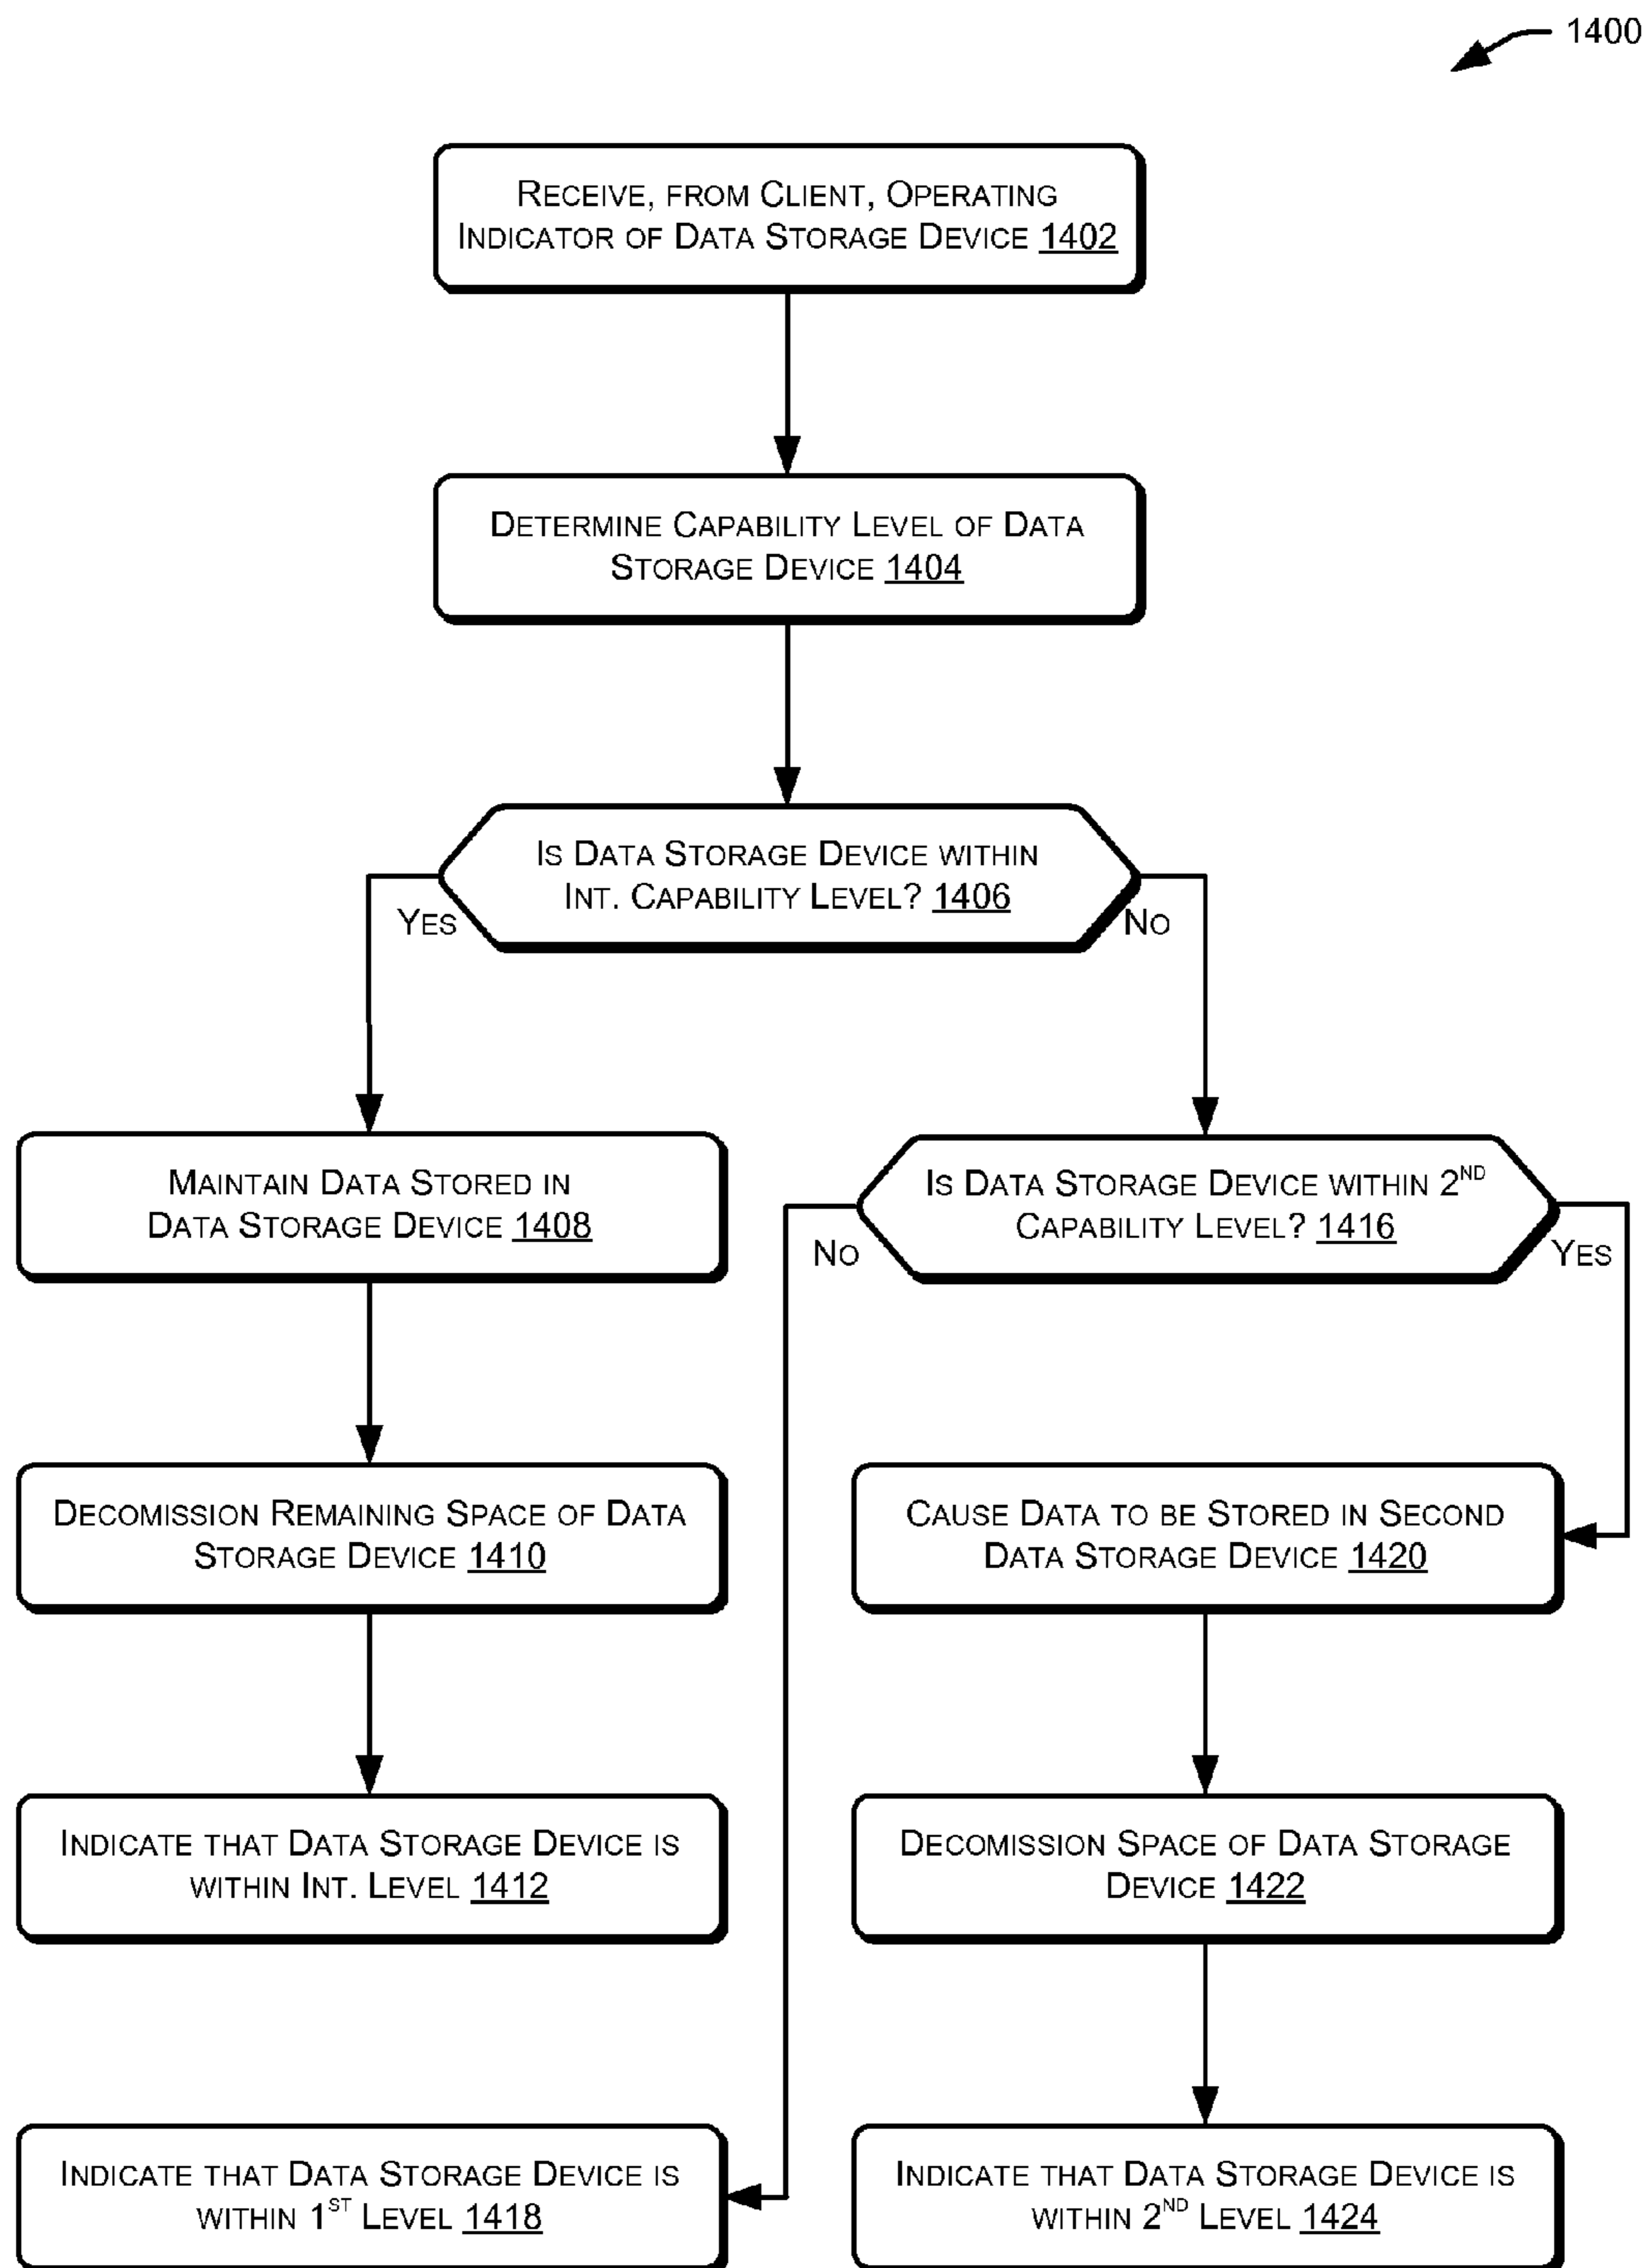 1400
Receive, from Client, Operating
Indicator of Data Storage Device 1402
Determine Capability Level of Data
Storage Device 1404
Is Data Storage Device within
Int. Capability Level? 1406
Yes
No
Maintain Data Stored in
Data Storage Device 1408
Is Data Storage Device within 2ND
Capability Level? 1416
No
Yes
Decomission Remaining Space of Data
Storage Device 1410
Cause Data to be Stored in Second
Data Storage Device 1420
Indicate that Data Storage Device is
within Int. Level 1412
Decomission Space of Data Storage
Device 1422
Indicate that Data Storage Device is
within 1ST Level 1418
Indicate that Data Storage Device is
within 2ND Level 1424